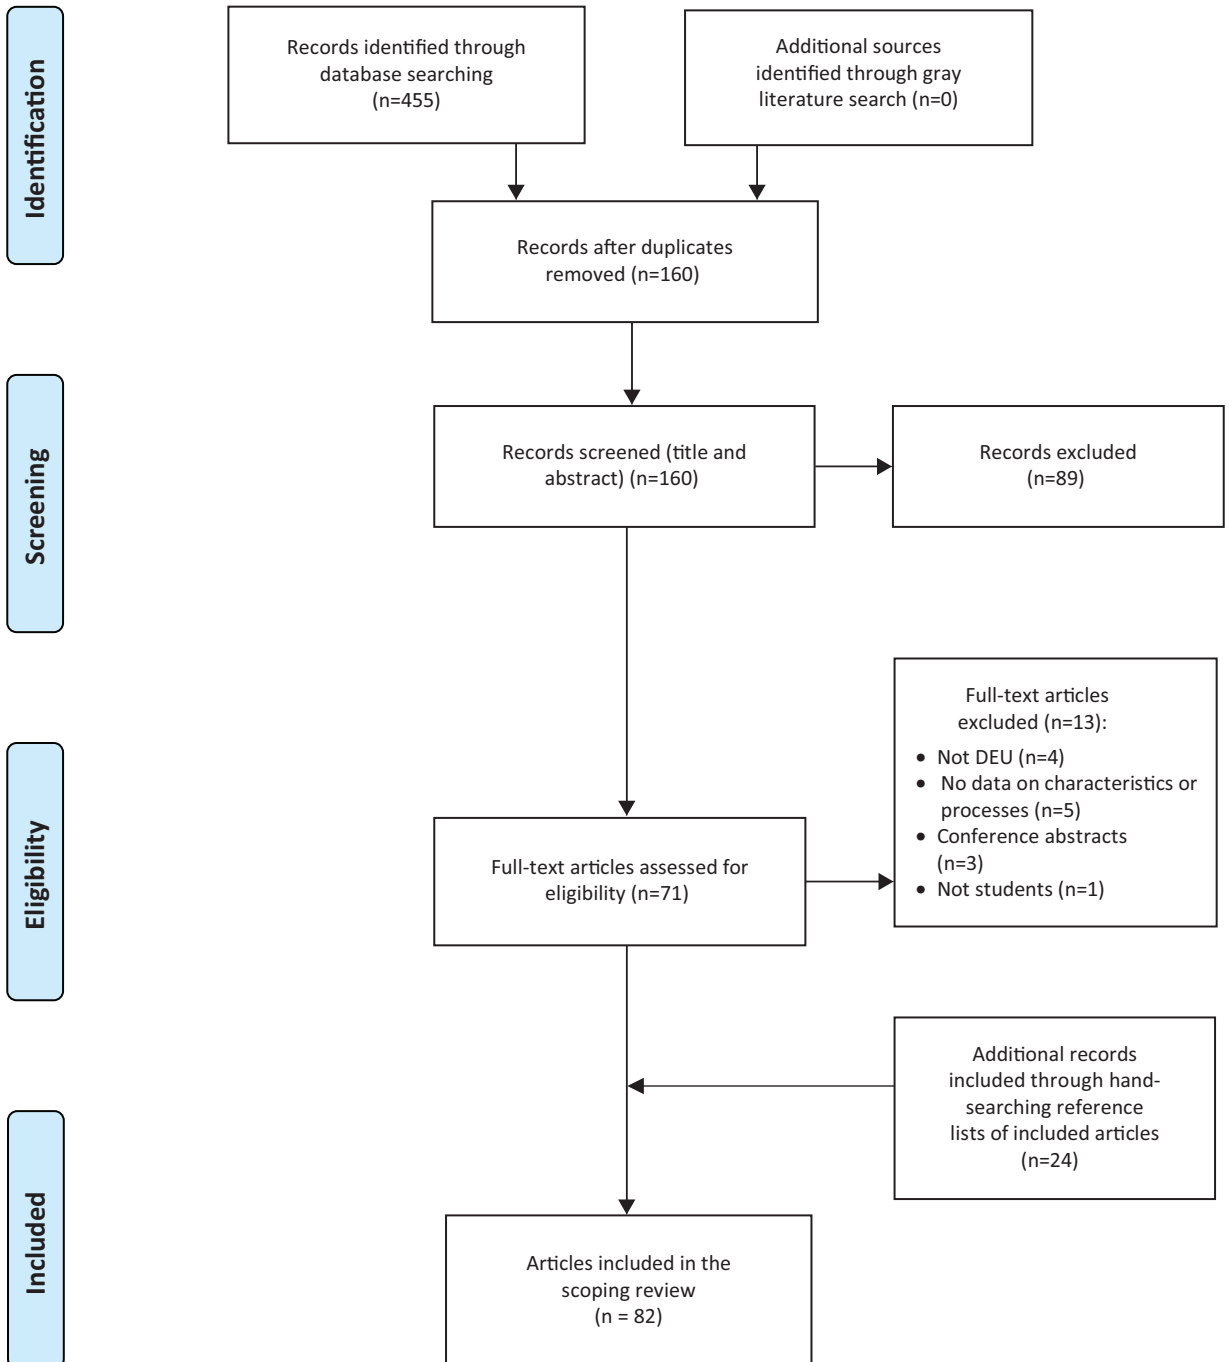 Identification
Records identified through
database searching
(n=455)
Additional sources
identified through gray
literature search (n=0)
Records after duplicates
removed (n=160)
Screening
Records screened (title and
abstract) (n=160)
Records excluded
(n=89)
Eligibility
Full-text articles assessed for
eligibility (n=71)
Full-text articles
excluded (n=13):
• Not DEU (n=4)
• No data on characteristics or
processes (n=5)
• Conference abstracts
(n=3)
• Not students (n=1)
Additional records
included through hand-
searching reference
lists of included articles
(n=24)
Included
Articles included in the
scoping review
(n = 82)